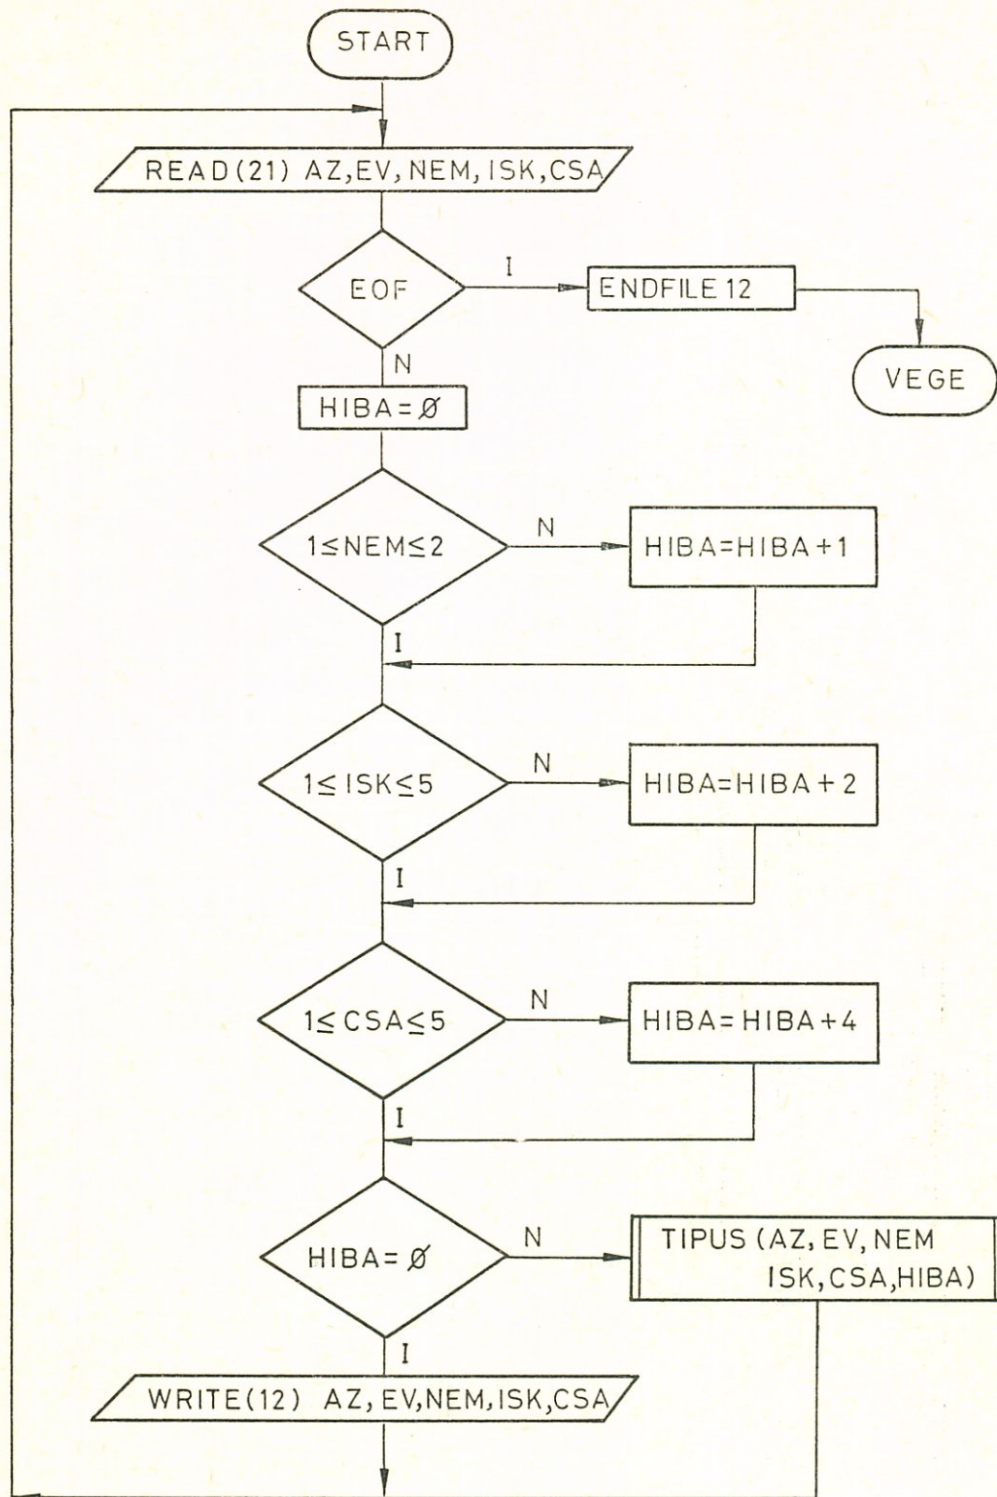 START
READ(21) AZ,EV,NEM,ISK,CSA
EOF
I
ENDFILE 12
VEGE
N
HIBA=Ø
1≤NEM≤2
N
HIBA=HIBA+1
I
1≤ISK≤5
N
HIBA=HIBA+2
I
1≤CSA≤5
N
HIBA=HIBA+4
I
HIBA=Ø
N
TIPUS (AZ,EV,NEM
ISK,CSA,HIBA)
I
WRITE(12) AZ,EV,NEM,ISK,CSA